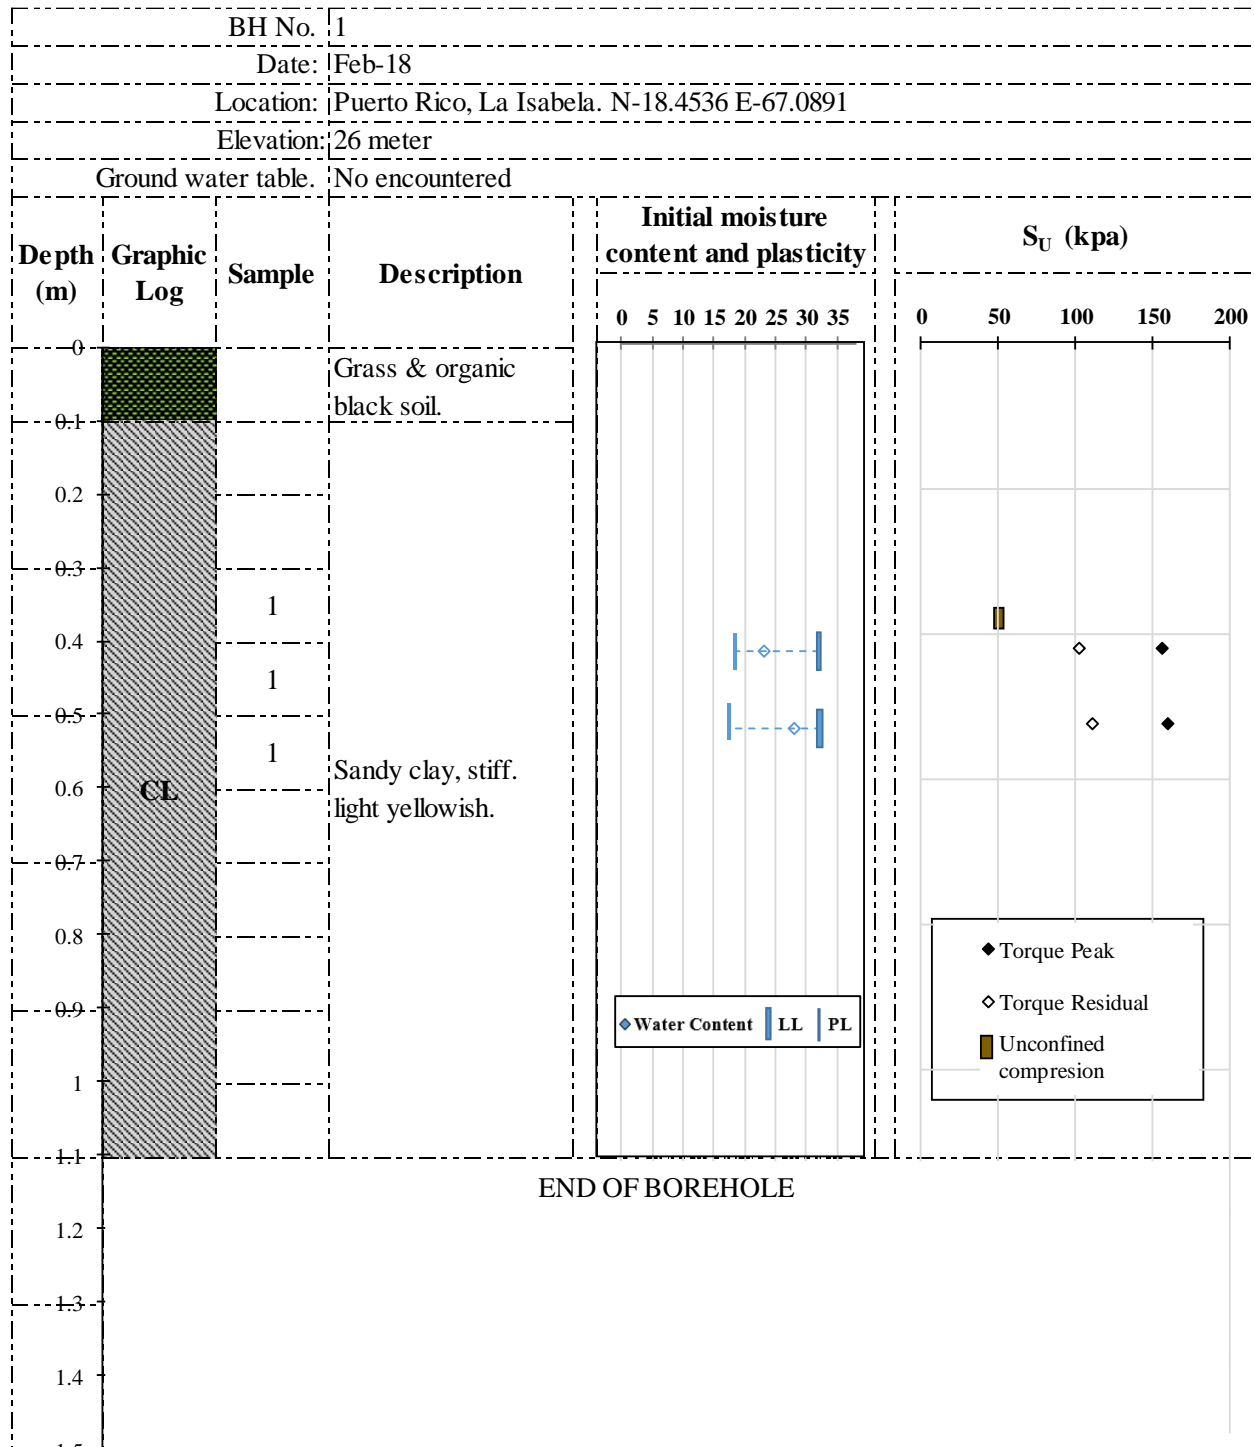 BH No. 1
Date: Feb-18
Location: Puerto Rico, La Isabela. N-18.4536 E-67.0891
Elevation: 26 meter
Ground water table. No encountered
Depth (m)
Graphic Log
Sample
Description
Initial moisture
content and plasticity
SU (kpa)
0 5 10 15 20 25 30 35
0 50 100 150 200
0
Grass & organic
black soil.
0.1
0.2
0.3
1
0.4
1
0.5
1
Sandy clay, stiff.
light yellowish.
CL
0.6
0.7
0.8
0.9
1
1.1
Water Content LL PL
Torque Peak
Torque Residual
Unconfined
compresion
END OF BOREHOLE
1.2
1.3
1.4